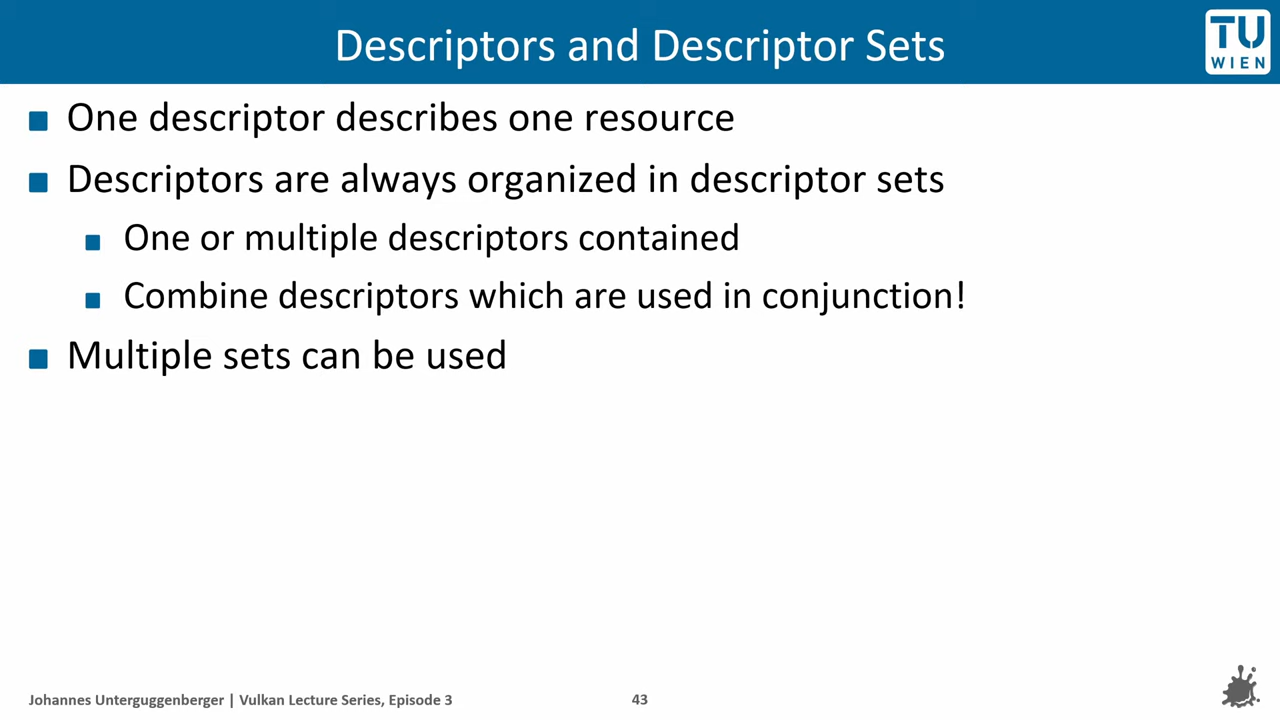 Descriptors and Descriptor Sets
TU
WIEN
One descriptor describes one resource
Descriptors are always organized in descriptor sets
One or multiple descriptors contained
Combine descriptors which are used in conjunction!
Multiple sets can be used
Johannes Unterguggenberger | Vulkan Lecture Series, Episode 3
43